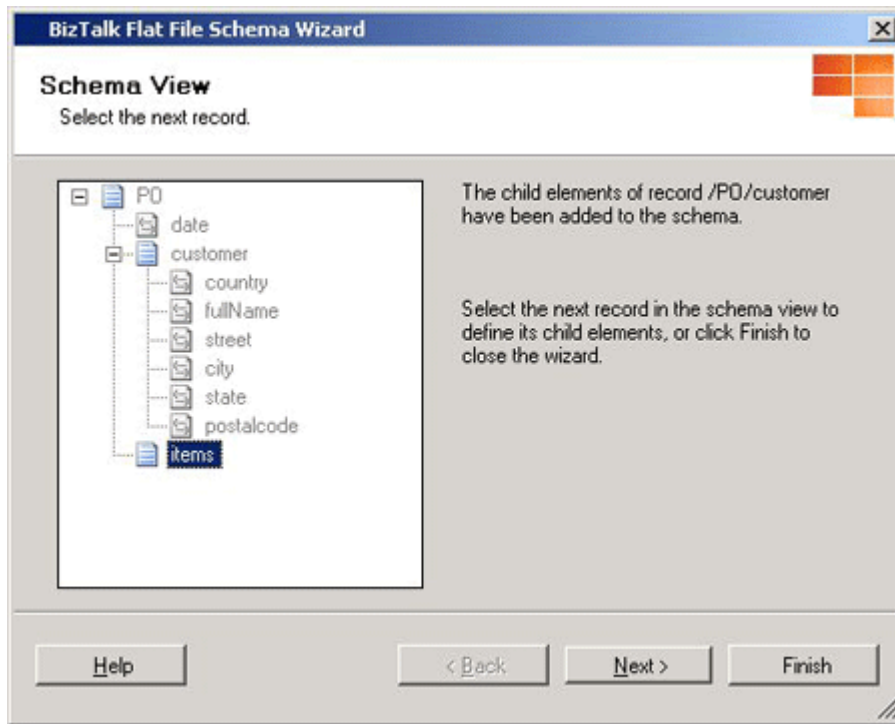 BizTalk Flat File Schema Wizard
Schema View
Select the next record.
PO
date
customer
country
fullName
street
city
state
postalcode
items
The child elements of record /PO/customer
have been added to the schema.
Select the next record in the schema view to
define its child elements, or click Finish to
close the wizard.
Help
< Back
Next >
Finish